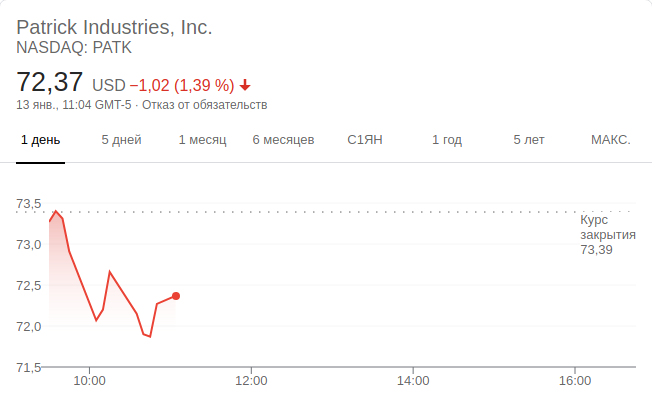 Patrick Industries, Inc.
NASDAQ: PATK
72,37 USD −1,02 (1,39 %)
13 янв., 11:04 GMT-5 · Отказ от обязательств
1 день 5 дней 1 месяц 6 месяцев С1ЯН 1 год 5 лет МАКС.
73,5
Курс
закрытия
73,39
73,0
72,5
72,0
71,5
10:00 12:00 14:00 16:00